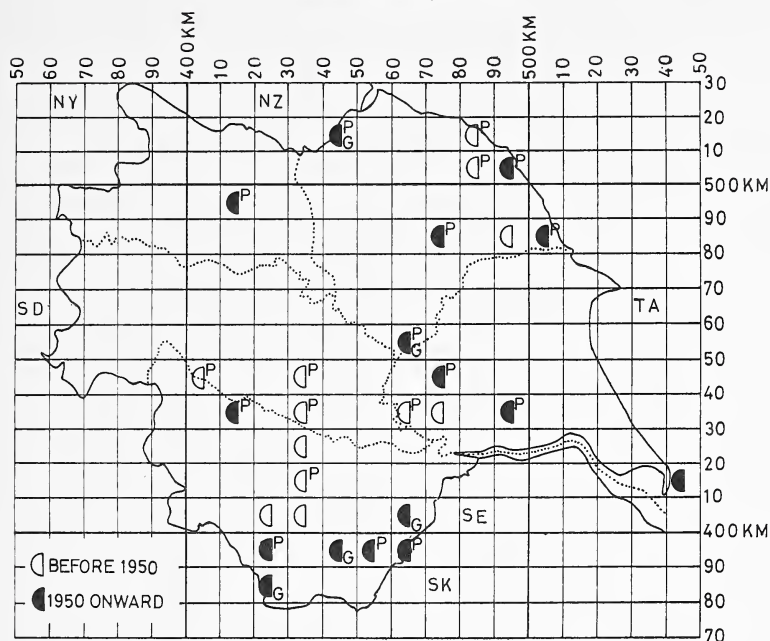 50 60 70 80 90 400KM 10 20 30 40 50 60 70 80 90 500KM 10 20 30 40 50
NY NZ 30
20
P P
G
10
P P
500KM
P
90
P P
80
70
SD TA
60
P
G
50
P P P
40
P P P P
30
20
P
10
SE
G
400KM
P P P
G
BEFORE 1950
90
SK
G
1950 ONWARD
80
70